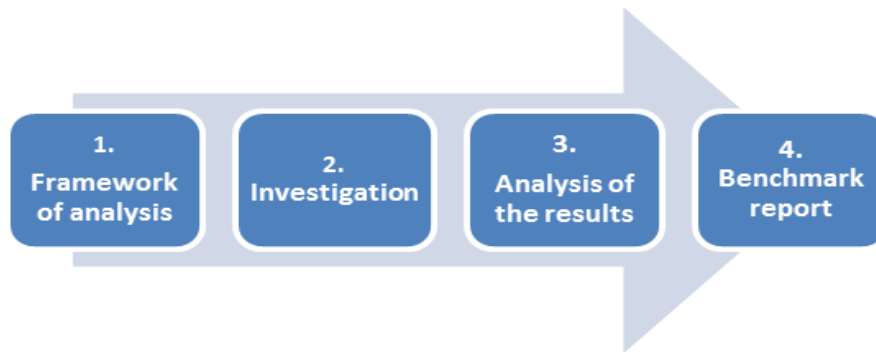 1.
Framework
of analysis
2.
Investigation
3.
Analysis of
the results
4.
Benchmark
report